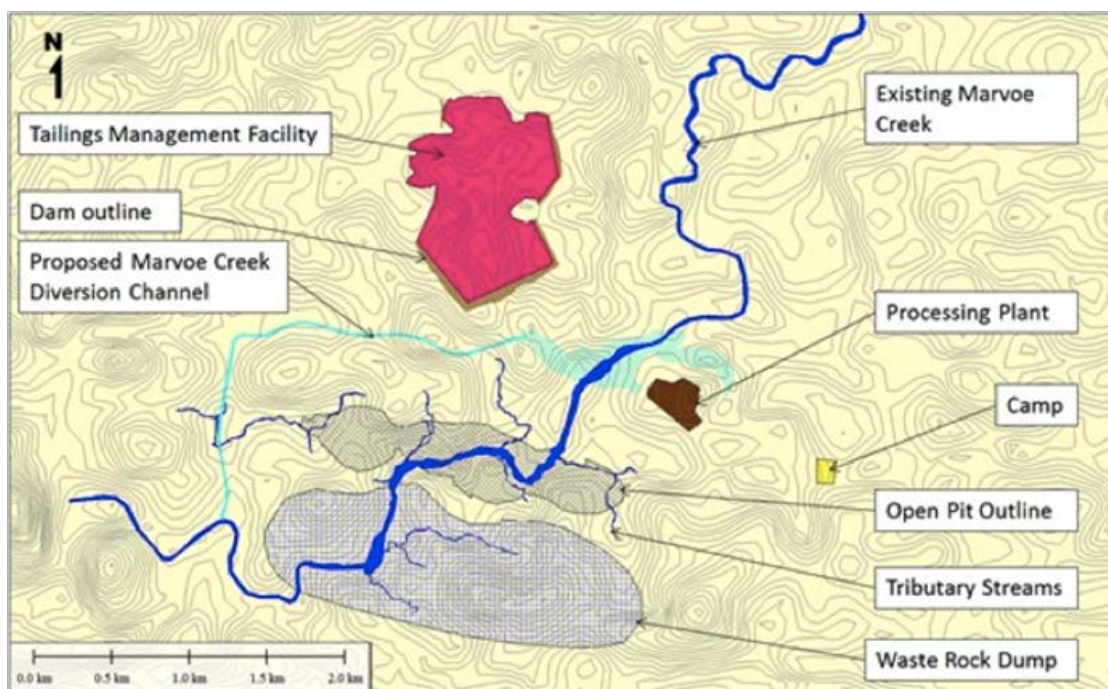 N
Tailings Management Facility
Dam outline
Proposed Marvoe Creek
Diversion Channel
Existing Marvoe
Creek
Processing Plant
Camp
Open Pit Outline
Tributary Streams
Waste Rock Dump
0.0 km 0.5 km 1.0 km 1.5 km 2.0 km